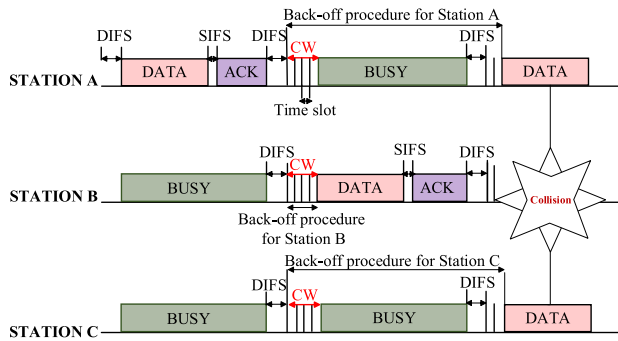 Back-off procedure for Station A
DIFS SIFS DIFS CW DIFS
STATION A DATA ACK BUSY DATA
Time slot
DIFS CW SIFS DIFS
STATION B BUSY DATA ACK Collision
Back-off procedure
for Station B
Back-off procedure for Station C
DIFS CW DIFS
STATION C BUSY BUSY DATA